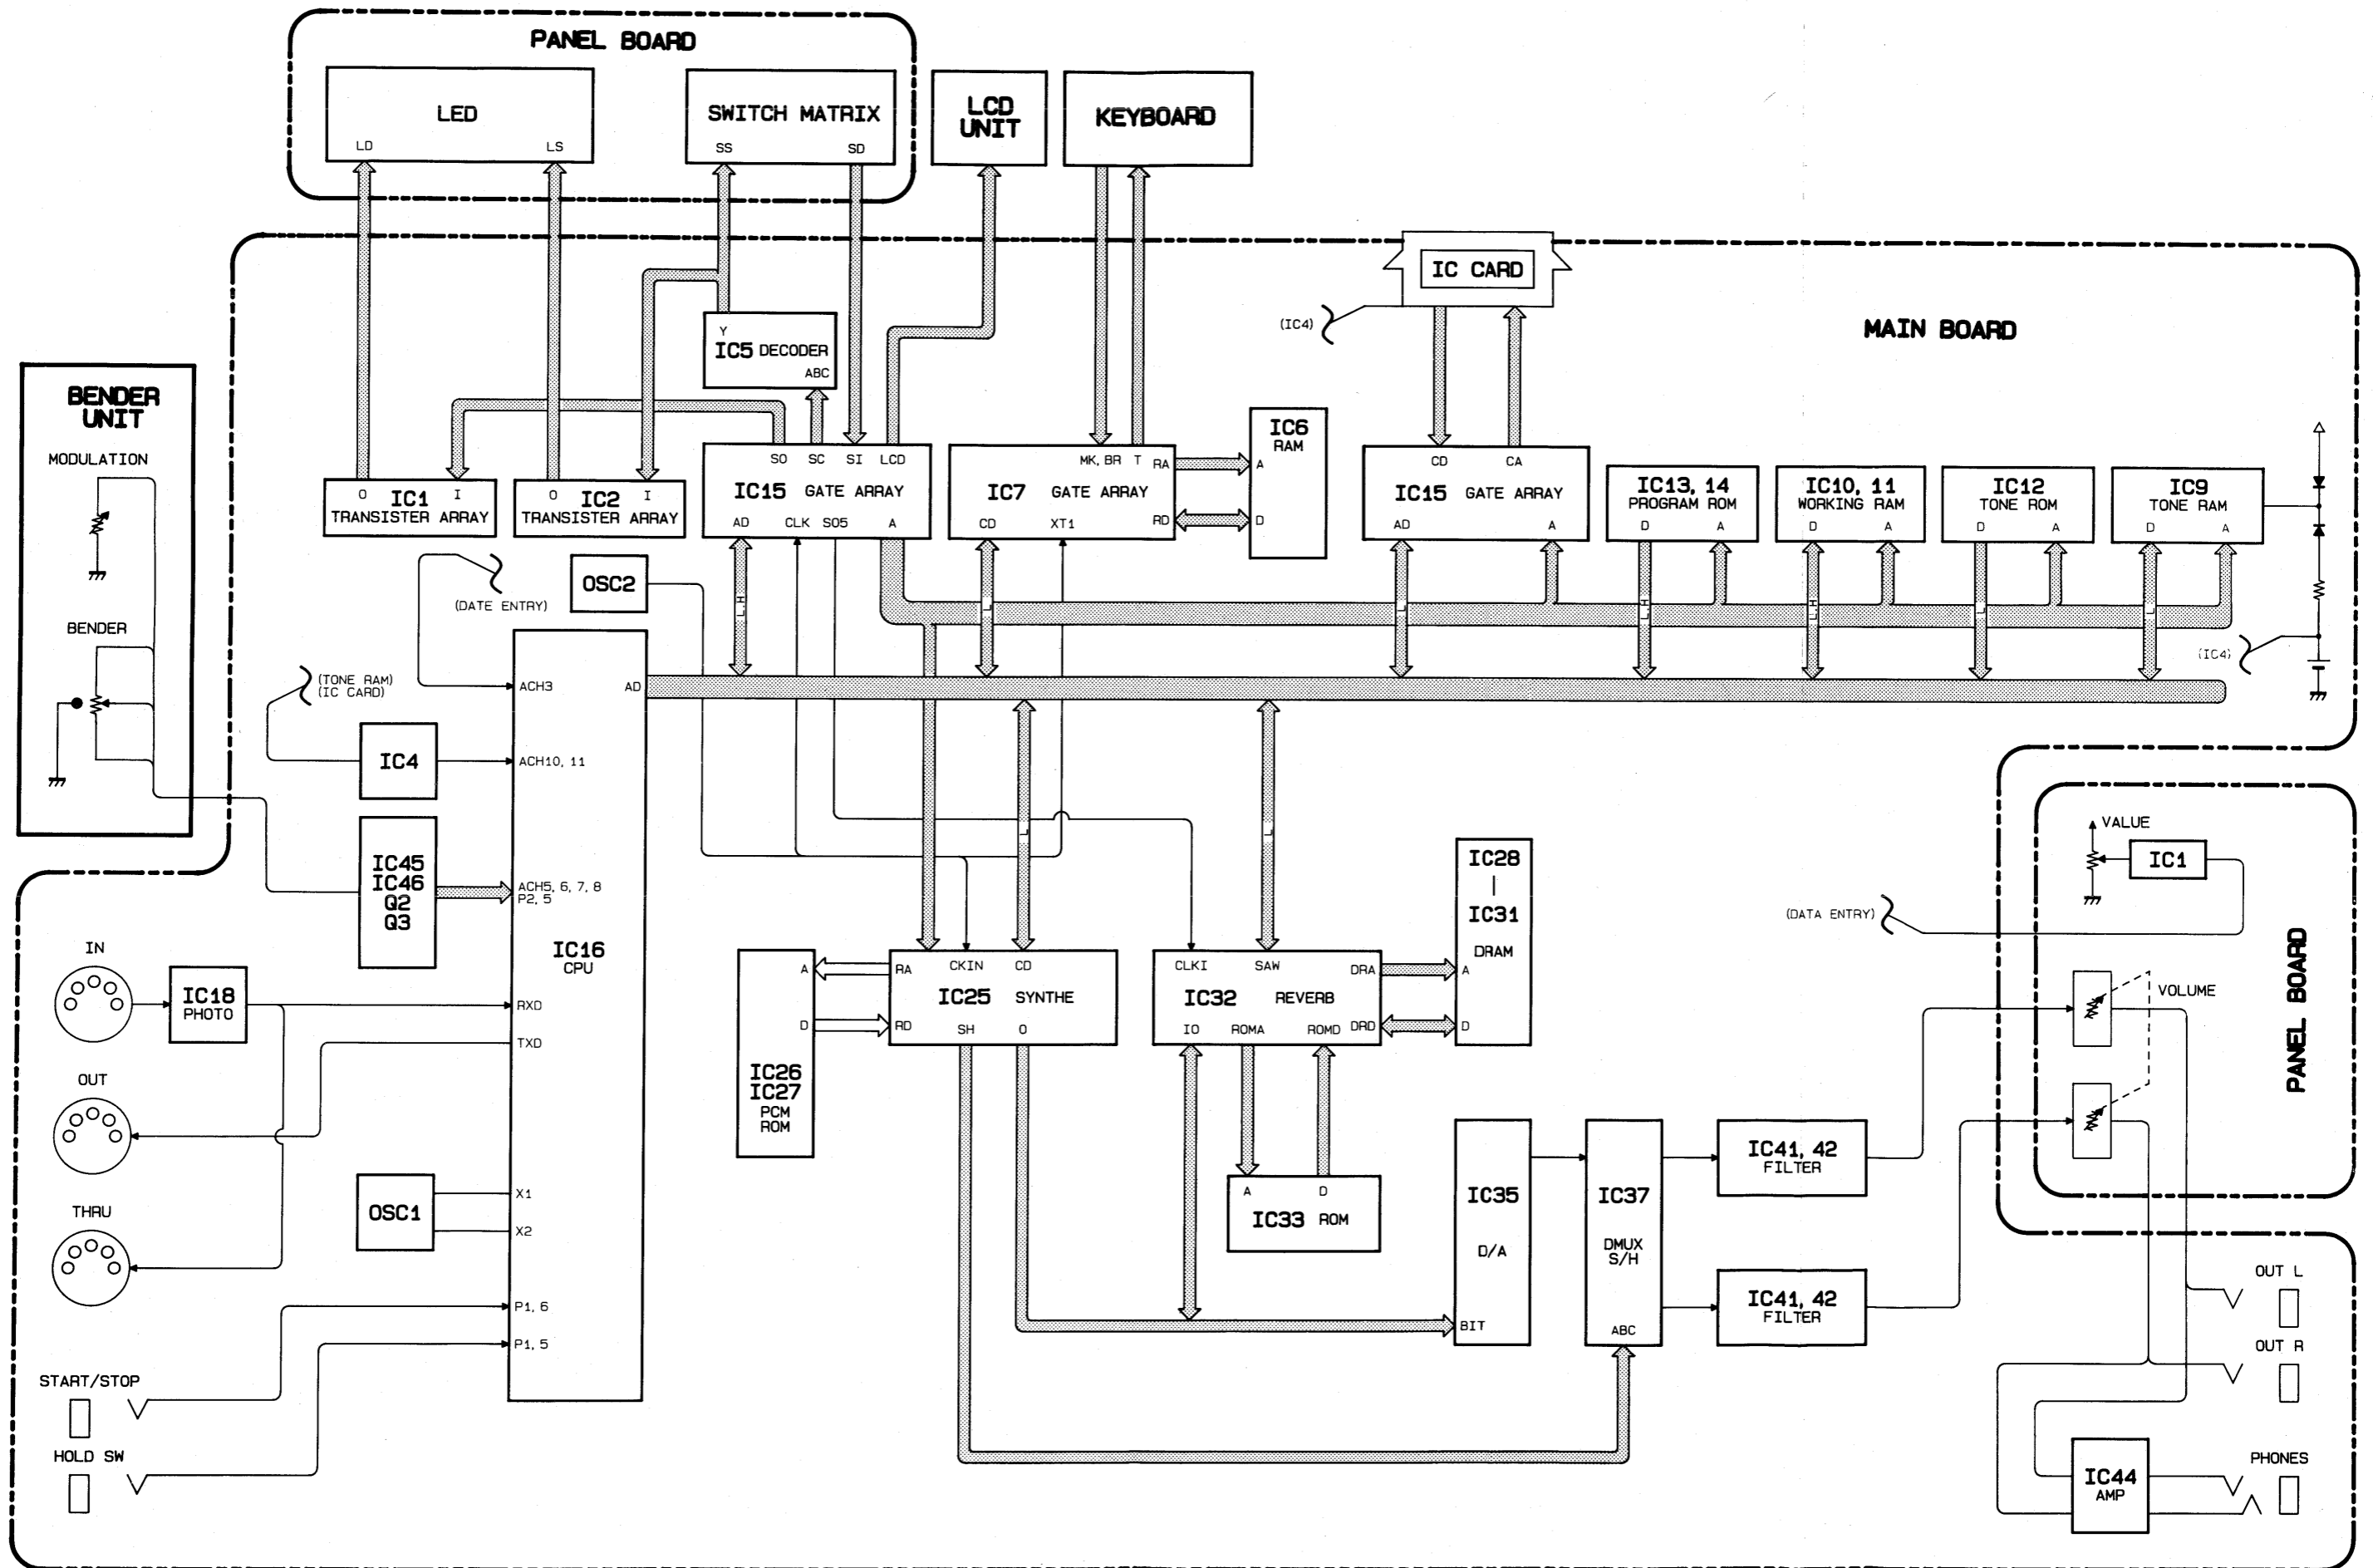 PANEL BOARD
LED
LD
LS
SWITCH MATRIX
SS
SD
LCD
UNIT
KEYBOARD
IC CARD
(IC4)
MAIN BOARD
Y
IC5 DECODER
ABC
BENDER
UNIT
MODULATION
BENDER
O
IC1
I
TRANSISTER ARRAY
O
IC2
I
TRANSISTER ARRAY
SO
SC
SI
LCD
IC15 GATE ARRAY
AD
CLK
SO5
A
MK, BR
T
RA
IC7 GATE ARRAY
CD
XT1
RD
IC6
RAM
A
D
CD
CA
IC15 GATE ARRAY
AD
A
IC13, 14
PROGRAM ROM
D
A
IC10, 11
WORKING RAM
D
A
IC12
TONE ROM
D
A
IC9
TONE RAM
D
A
(DATE ENTRY)
OSC2
L,H
L
L
L,H
L,H
L
L
(IC4)
(TONE RAM)
(IC CARD)
ACH3
AD
IC4
ACH10, 11
IC45
IC46
Q2
Q3
ACH5, 6, 7, 8
P2, 5
IC16
CPU
L
L
IN
IC18
PHOTO
RXD
TXD
OUT
THRU
OSC1
X1
X2
P1, 6
P1, 5
START/STOP
HOLD SW
A
D
IC26
IC27
PCM
ROM
RA
CKIN
CD
IC25 SYNTHE
RD
SH
O
CLKI
SAW
DRA
IC32 REVERB
IO
ROMA
ROMD
DRD
IC28
|
IC31
DRAM
A
D
A
D
IC33 ROM
IC35
D/A
BIT
IC37
DMUX
S/H
ABC
IC41, 42
FILTER
IC41, 42
FILTER
VALUE
IC1
(DATA ENTRY)
VOLUME
PANEL BOARD
OUT L
OUT R
PHONES
IC44
AMP